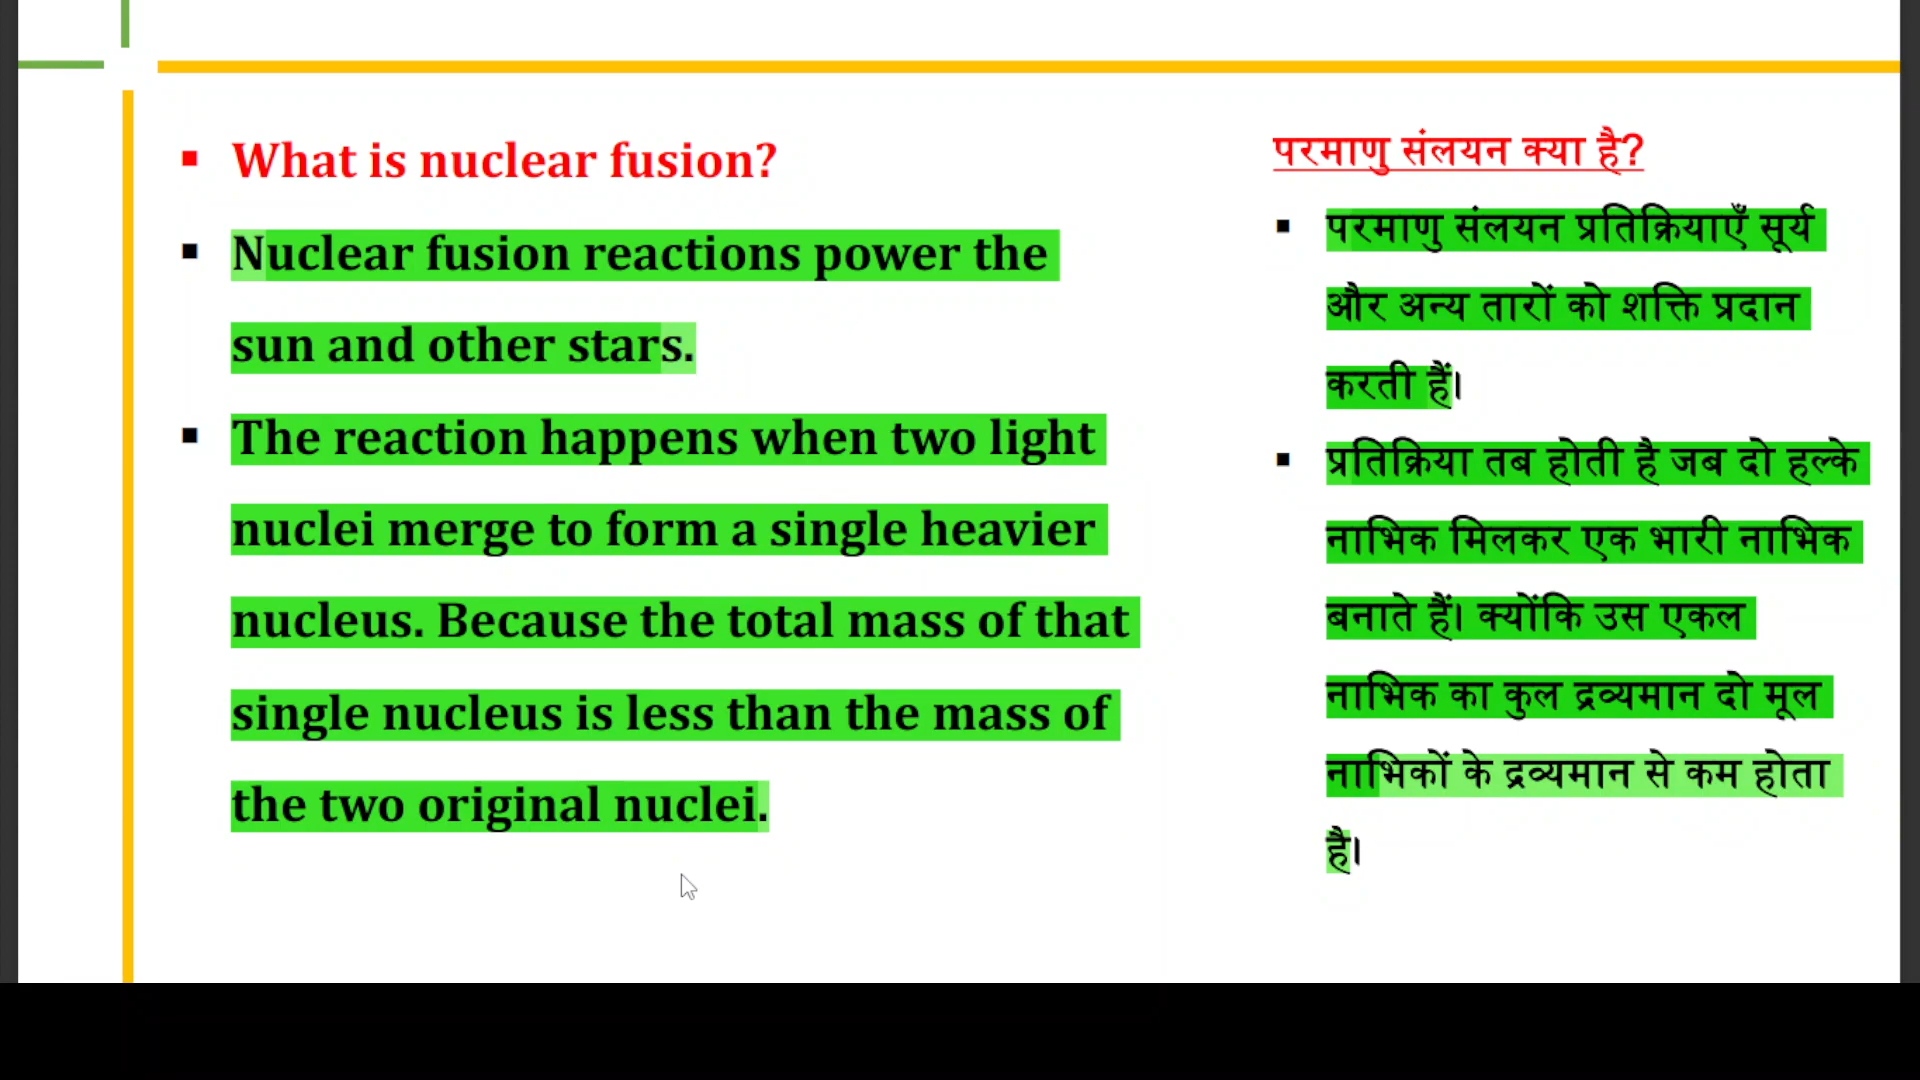 What is nuclear fusion?
Nuclear fusion reactions power the
sun and other stars.
The reaction happens when two light
nuclei merge to form a single heavier
nucleus. Because the total mass of that
single nucleus is less than the mass of
the two original nuclei.
परमाणु संलयन क्या है?
परमाणु संलयन प्रतिक्रियाएँ सूर्य
और अन्य तारों को शक्ति प्रदान
करती हैं।
प्रतिक्रिया तब होती है जब दो हल्के
नाभिक मिलकर एक भारी नाभिक
बनाते हैं। क्योंकि उस एकल
नाभिक का कुल द्रव्यमान दो मूल
नाभिकों के द्रव्यमान से कम होता
है।